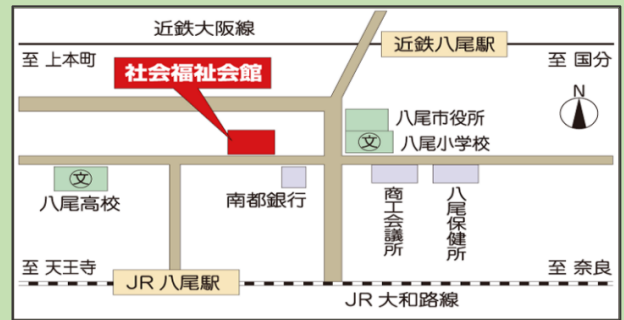 近鉄大阪線
近鉄八尾駅
至 上本町
至 国分
社会福祉会館
N
八尾市役所
文
八尾小学校
文
八尾高校
南都銀行
商工会議所
八尾保健所
至 天王寺
至 奈良
JR 八尾駅
JR 大和路線